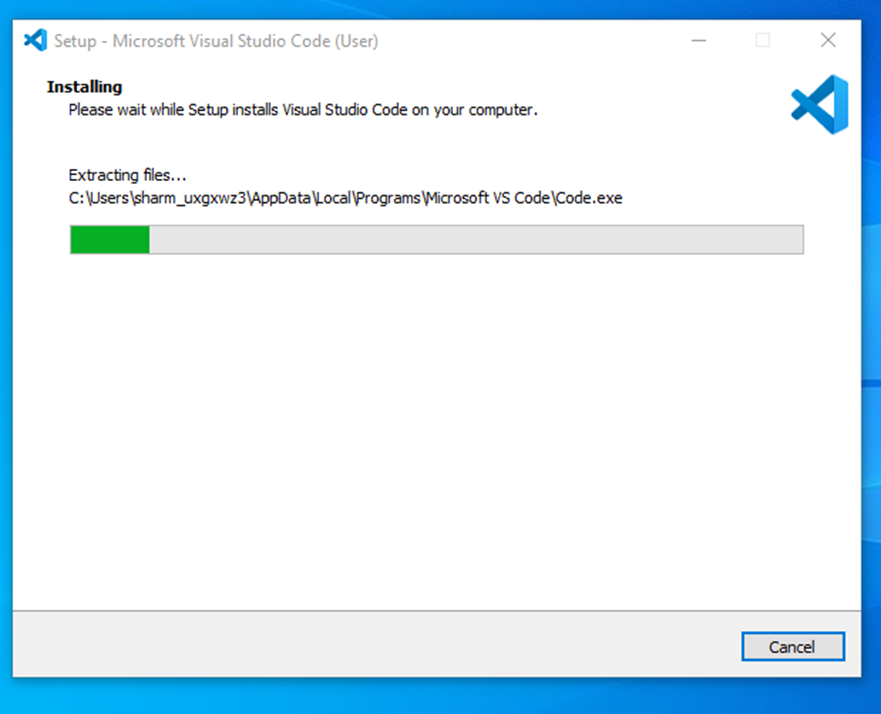 Setup - Microsoft Visual Studio Code (User)
Installing
Please wait while Setup installs Visual Studio Code on your computer.
Extracting files...
C:\Users\sharm_uxgxwz3\AppData\Local\Programs\Microsoft VS Code\Code.exe
Cancel